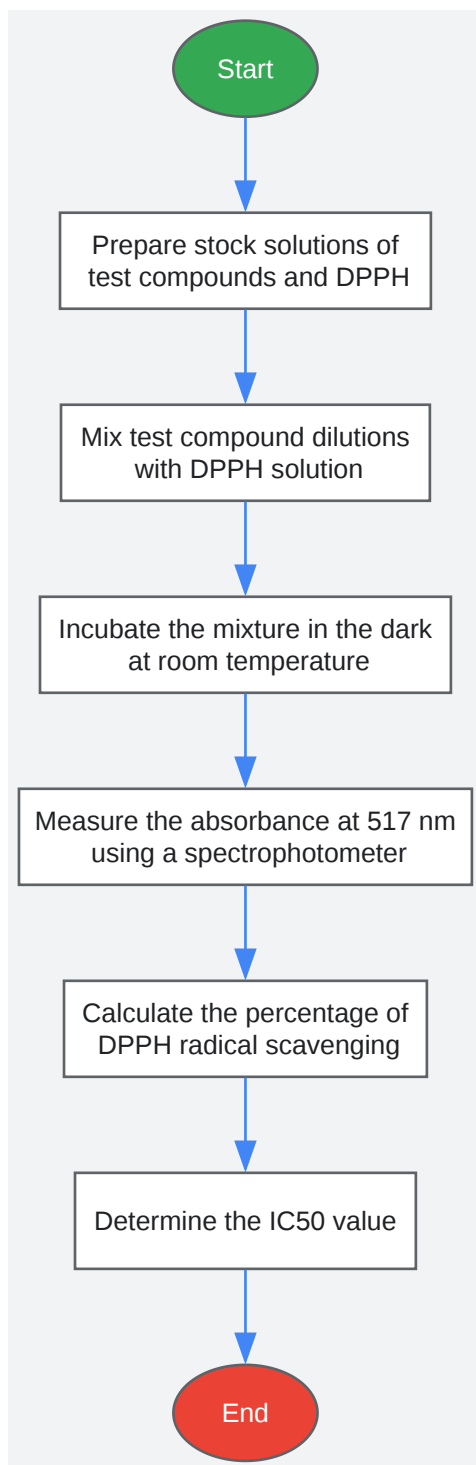 Start
Prepare stock solutions of
test compounds and DPPH
Mix test compound dilutions
with DPPH solution
Incubate the mixture in the dark
at room temperature
Measure the absorbance at 517 nm
using a spectrophotometer
Calculate the percentage of
DPPH radical scavenging
Determine the IC50 value
End